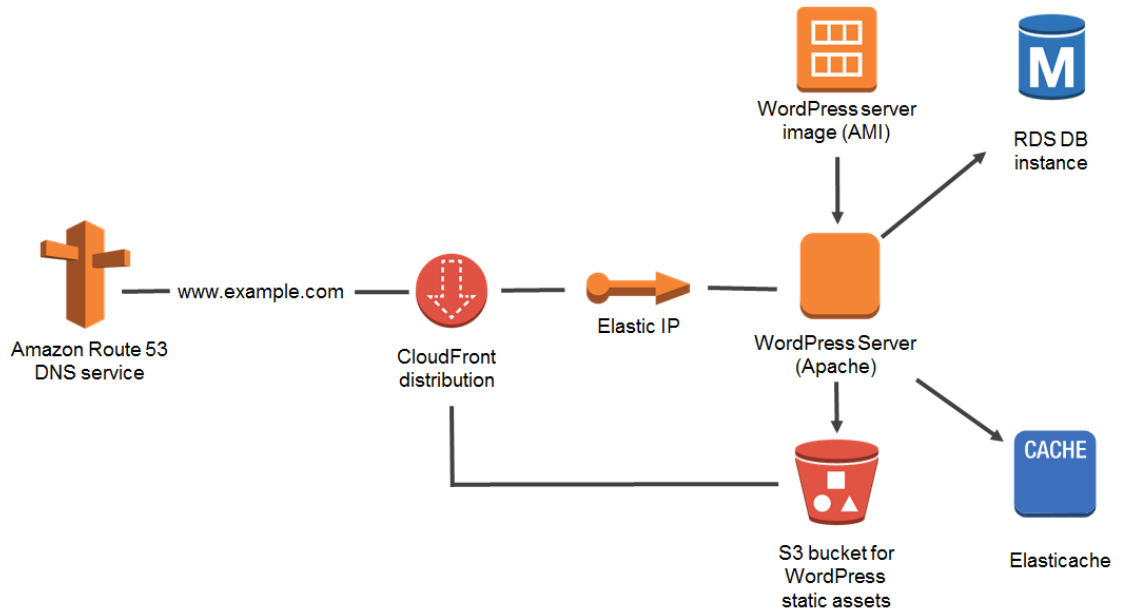 M
WordPress server
image (AMI)
RDS DB
instance
www.example.com
Elastic IP
Amazon Route 53
DNS service
CloudFront
distribution
WordPress Server
(Apache)
CACHE
S3 bucket for
WordPress
static assets
Elasticache